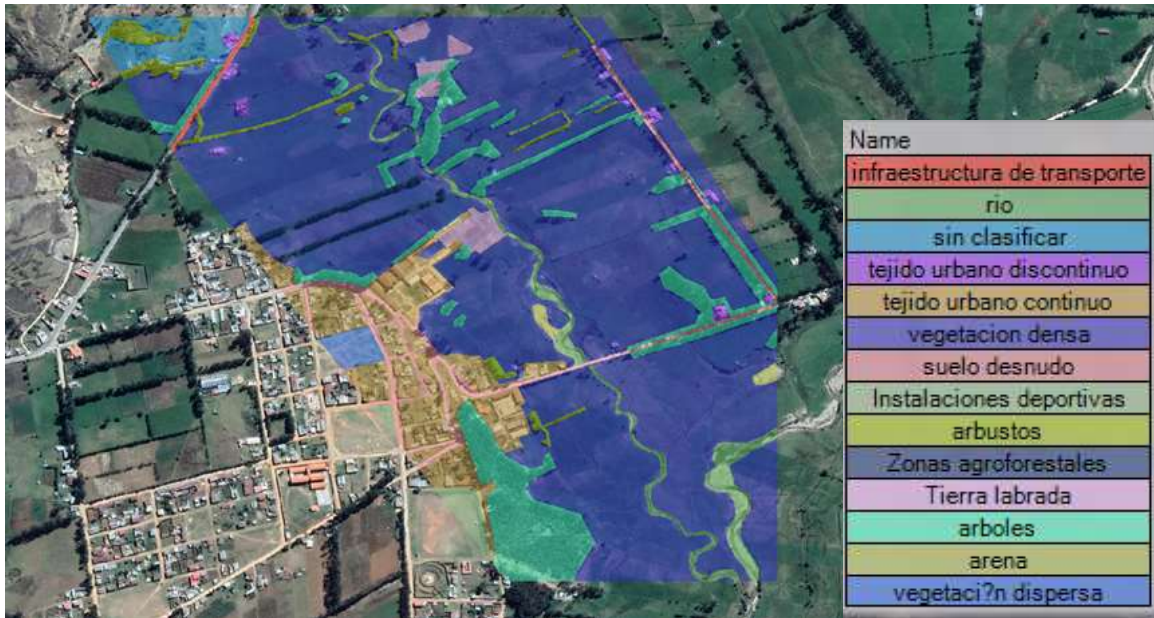 Name
infraestructura de transporte
rio
sin clasificar
tejido urbano discontinuo
tejido urbano continuo
vegetacion densa
suelo desnudo
Instalaciones deportivas
arbustos
Zonas agroforestales
Tierra labrada
arboles
arena
vegetaci?n dispersa